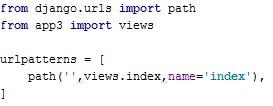 from django.urls import path
from app3 import views
urlpatterns = [
    path('',views.index,name='index'),
]